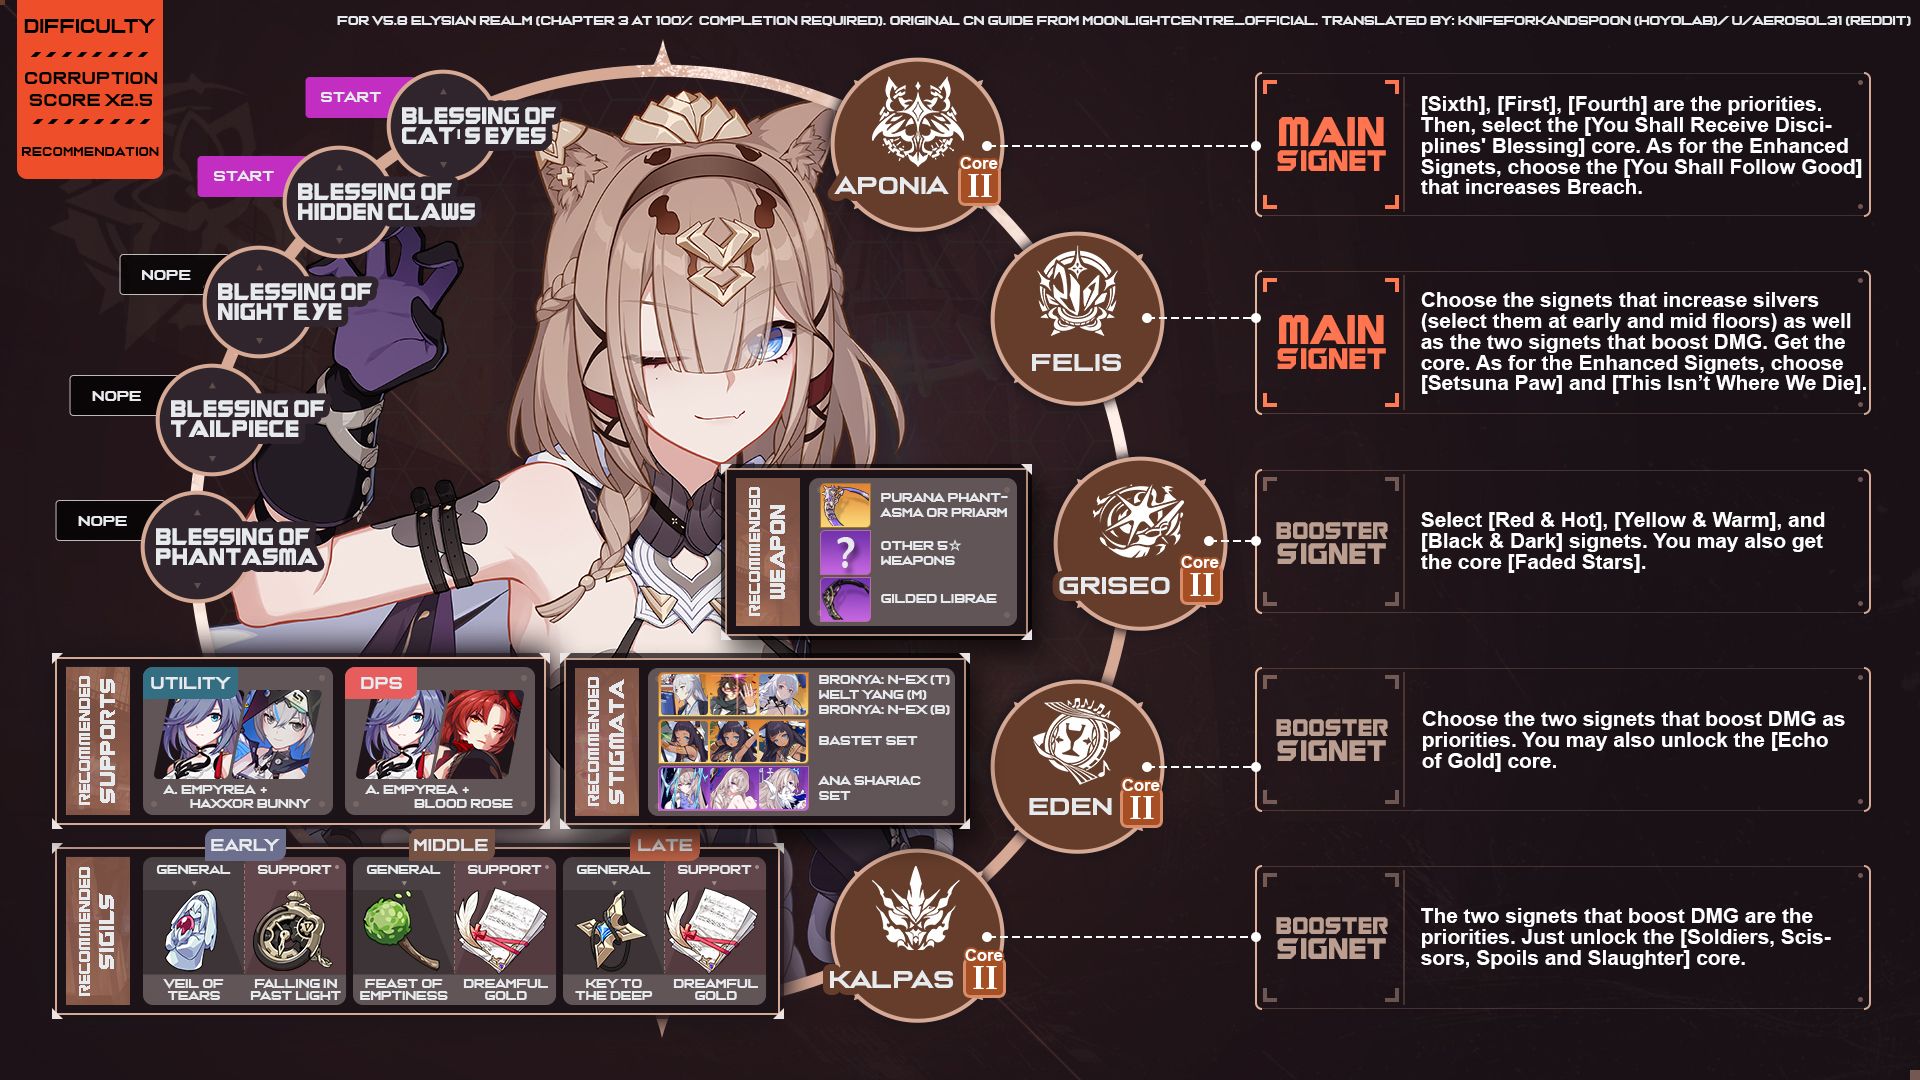 FOR V5.8 ELYSIAN REALM (CHAPTER 3 AT 100% COMPLETION REQUIRED). ORIGINAL CN GUIDE FROM MOONLIGHTCENTRE_OFFICIAL. TRANSLATED BY: KNIFEFORKANDSPOON (HOYOLAB)/ U/AEROSOL31 (REDDIT)
DIFFICULTY
CORRUPTION
SCORE X2.5
RECOMMENDATION
START
BLESSING OF
CAT'S EYES
START
BLESSING OF
HIDDEN CLAWS
NOPE
BLESSING OF
NIGHT EYE
NOPE
BLESSING OF
TAILPIECE
NOPE
BLESSING OF
PHANTASMA
APONIA
Core
II
MAIN
SIGNET
[Sixth], [First], [Fourth] are the priorities.
Then, select the [You Shall Receive Disci-
plines' Blessing] core. As for the Enhanced
Signets, choose the [You Shall Follow Good]
that increases Breach.
FELIS
MAIN
SIGNET
Choose the signets that increase silvers
(select them at early and mid floors) as well
as the two signets that boost DMG. Get the
core. As for the Enhanced Signets, choose
[Setsuna Paw] and [This Isn't Where We Die].
GRISEO
Core
II
BOOSTER
SIGNET
Select [Red & Hot], [Yellow & Warm], and
[Black & Dark] signets. You may also get
the core [Faded Stars].
EDEN
Core
II
BOOSTER
SIGNET
Choose the two signets that boost DMG as
priorities. You may also unlock the [Echo
of Gold] core.
KALPAS
Core
II
BOOSTER
SIGNET
The two signets that boost DMG are the
priorities. Just unlock the [Soldiers, Scis-
sors, Spoils and Slaughter] core.
RECOMMENDED
WEAPON
PURANA PHANT-
ASMA OR PRIARM
?
OTHER 5☆
WEAPONS
GILDED LIBRAE
RECOMMENDED
SUPPORTS
UTILITY
A. EMPYREA +
HAXXOR BUNNY
DPS
A. EMPYREA +
BLOOD ROSE
RECOMMENDED
STIGMATA
BRONYA: N-EX (T)
WELT YANG (M)
BRONYA: N-EX (B)
BASTET SET
ANA SHARIAC
SET
RECOMMENDED
SIGILS
EARLY
GENERAL
SUPPORT
VEIL OF
TEARS
FALLING IN
PAST LIGHT
MIDDLE
GENERAL
SUPPORT
FEAST OF
EMPTINESS
DREAMFUL
GOLD
LATE
GENERAL
SUPPORT
KEY TO
THE DEEP
DREAMFUL
GOLD